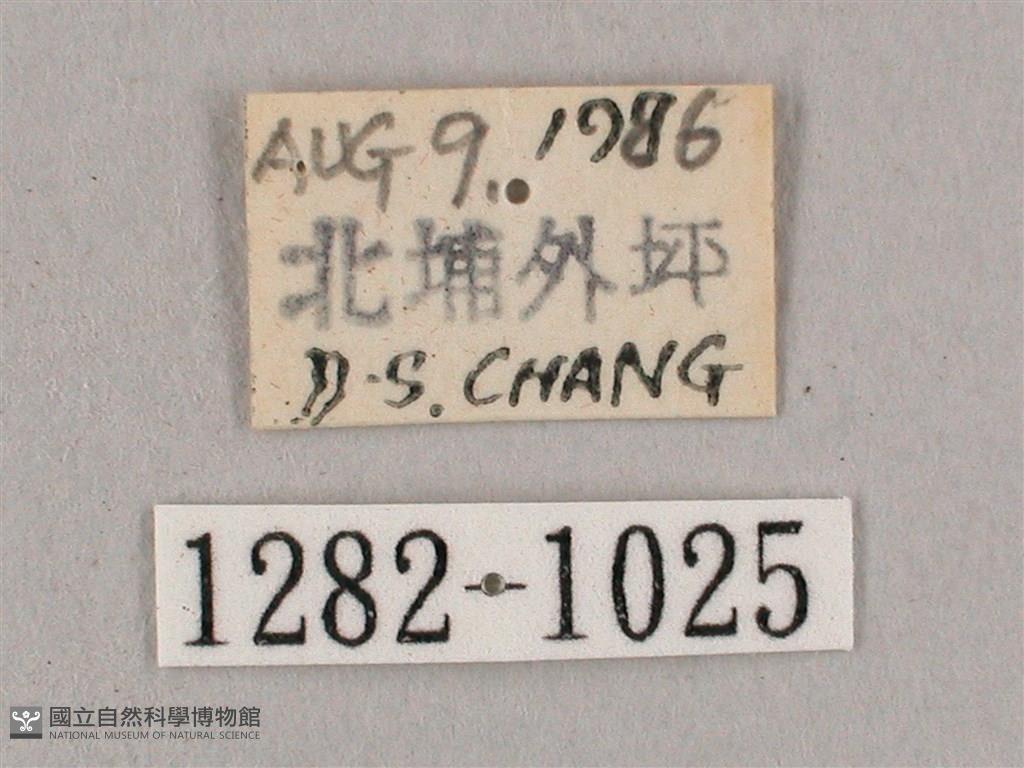 AUG 9. 1986
北埔外坪
D.S. CHANG
1282-1025
國立自然科學博物館
NATIONAL MUSEUM OF NATURAL SCIENCE